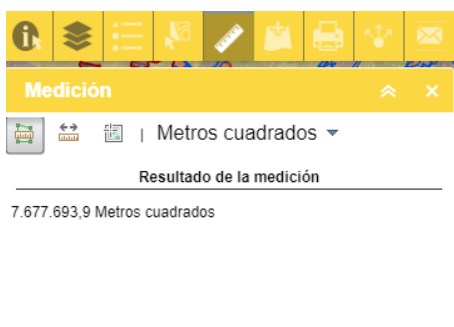 Medición
| Metros cuadrados
Resultado de la medición
7.677.693,9 Metros cuadrados